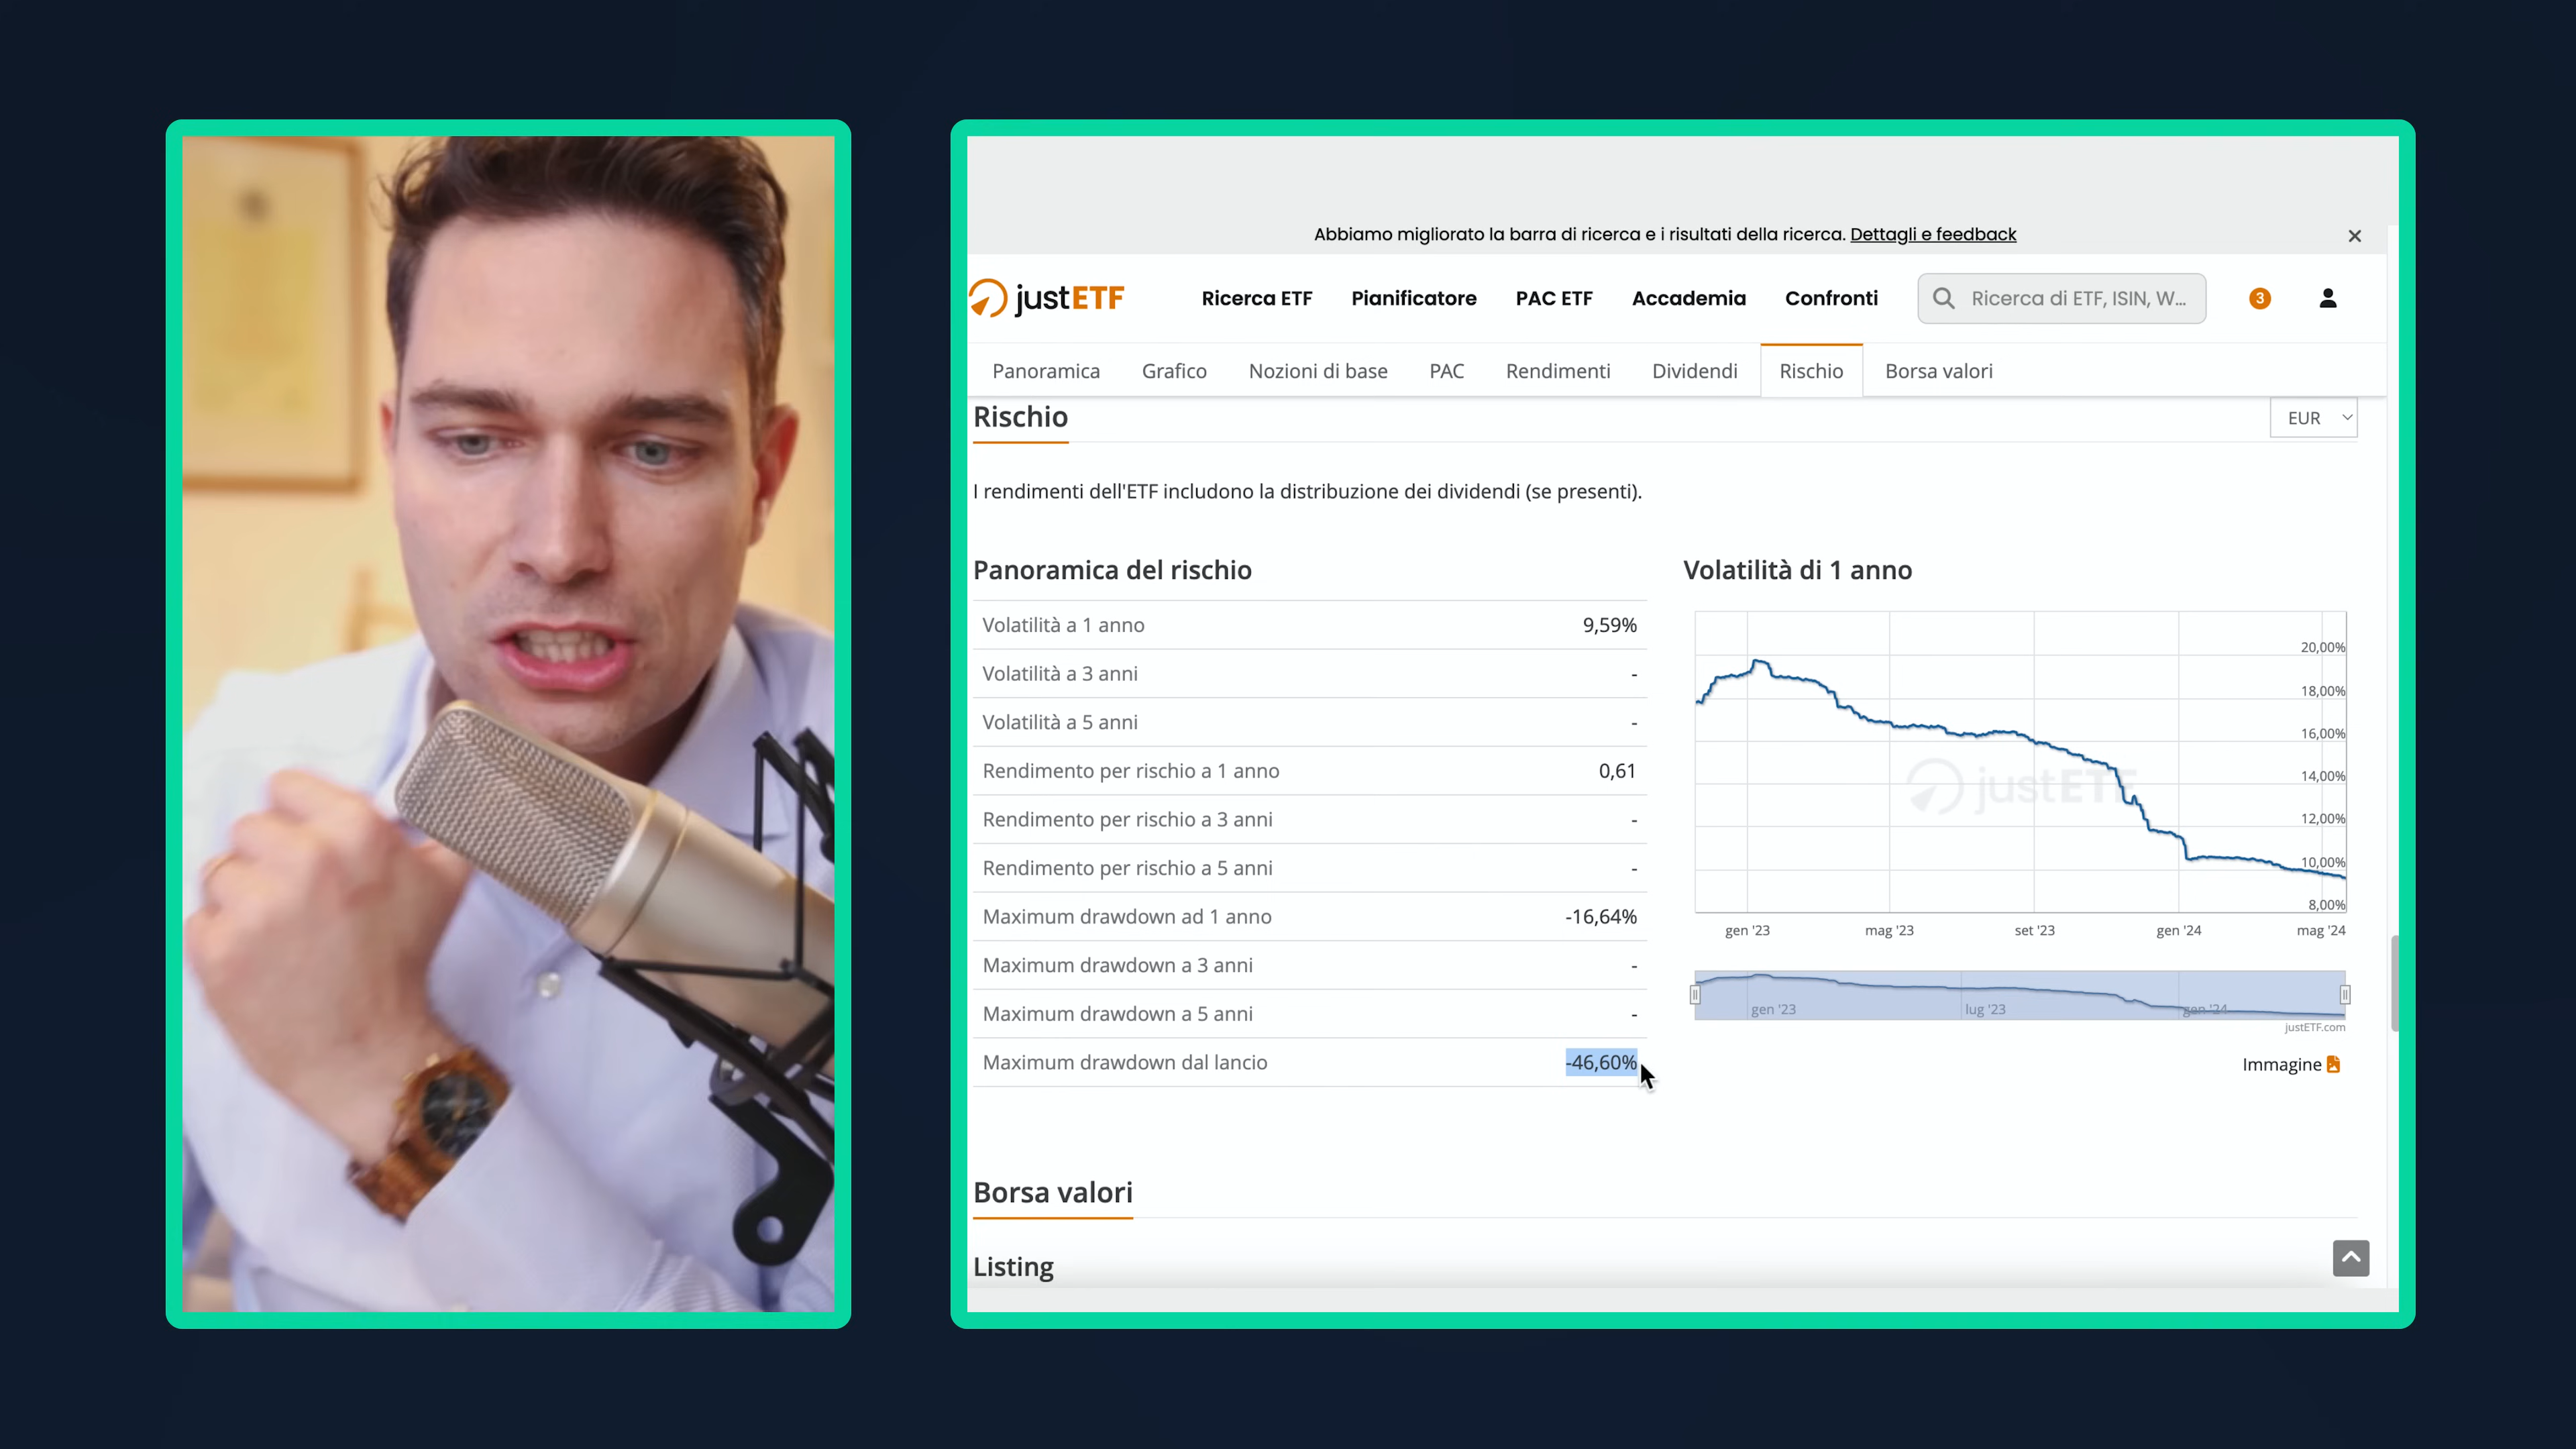 Abbiamo migliorato la barra di ricerca e i risultati della ricerca. Dettagli e feedback
justETF
Ricerca ETF Pianificatore PAC ETF Accademia Confronti Ricerca di ETF, ISIN, W... 3
Panoramica Grafico Nozioni di base PAC Rendimenti Dividendi Rischio Borsa valori
Rischio
EUR
I rendimenti dell'ETF includono la distribuzione dei dividendi (se presenti).
Panoramica del rischio
Volatilità a 1 anno 9,59%
Volatilità a 3 anni -
Volatilità a 5 anni -
Rendimento per rischio a 1 anno 0,61
Rendimento per rischio a 3 anni -
Rendimento per rischio a 5 anni -
Maximum drawdown ad 1 anno -16,64%
Maximum drawdown a 3 anni -
Maximum drawdown a 5 anni -
Maximum drawdown dal lancio -46,60%
Volatilità di 1 anno
20,00%
18,00%
16,00%
14,00%
12,00%
10,00%
8,00%
justETF
gen '23 mag '23 set '23 gen '24 mag '24
gen '23 lug '23 gen '24
justETF.com
Immagine
Borsa valori
Listing